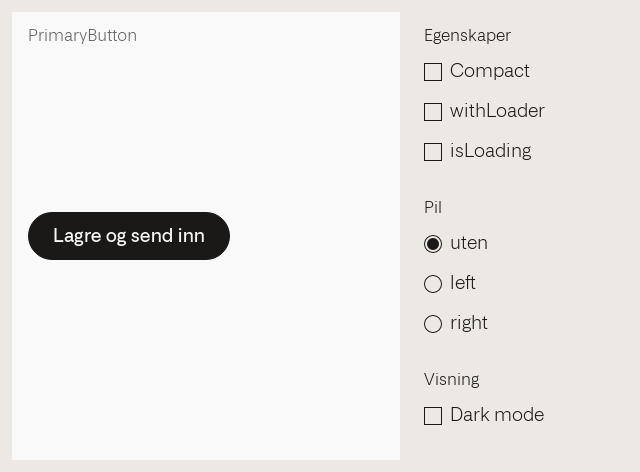 PrimaryButton
Lagre og send inn
Egenskaper
Compact
withLoader
isLoading
Pil
uten
left
right
Visning
Dark mode